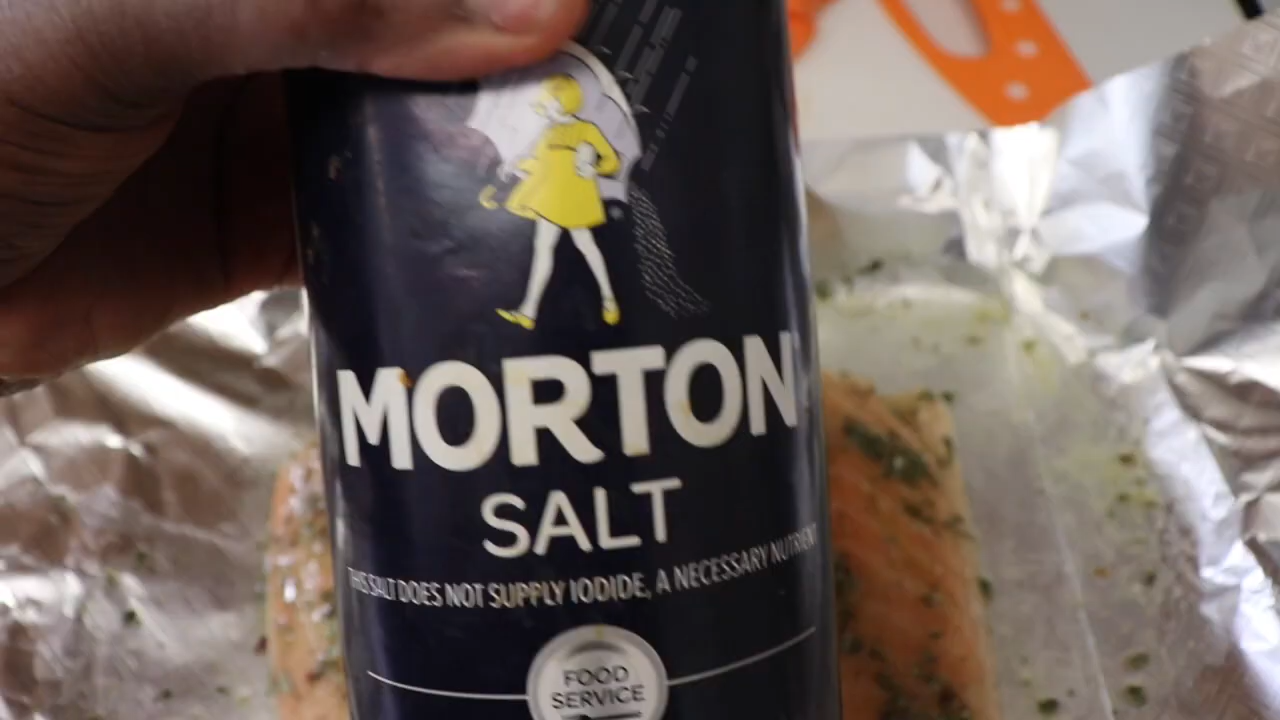 MORTON
SALT
THIS SALT DOES NOT SUPPLY IODIDE, A NECESSARY NUTRIENT
FOOD
SERVICE